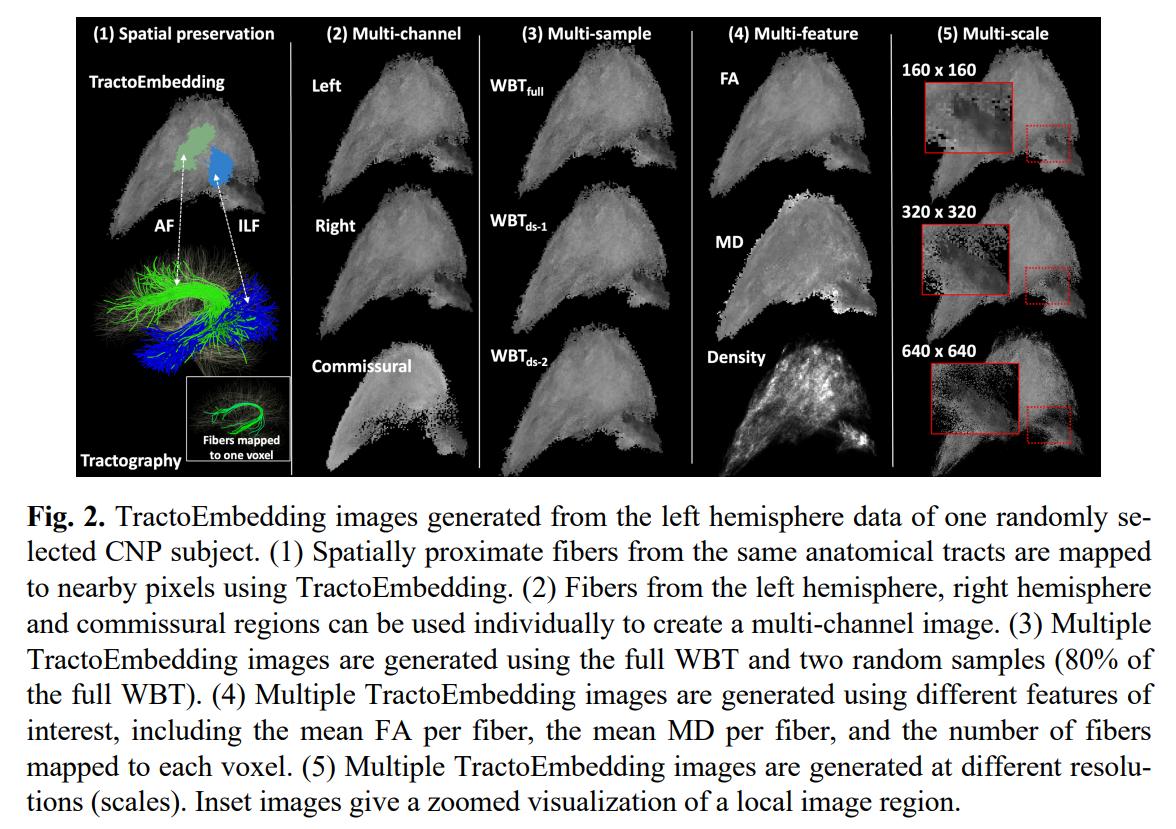 (1) Spatial preservation
TractoEmbedding
AF
ILF
Fibers mapped
to one voxel
Tractography
(2) Multi-channel
Left
Right
Commissural
(3) Multi-sample
WBTfull
WBTds-1
WBTds-2
(4) Multi-feature
FA
MD
Density
(5) Multi-scale
160 x 160
320 x 320
640 x 640
Fig. 2. TractoEmbedding images generated from the left hemisphere data of one randomly se-
lected CNP subject. (1) Spatially proximate fibers from the same anatomical tracts are mapped
to nearby pixels using TractoEmbedding. (2) Fibers from the left hemisphere, right hemisphere
and commissural regions can be used individually to create a multi-channel image. (3) Multiple
TractoEmbedding images are generated using the full WBT and two random samples (80% of
the full WBT). (4) Multiple TractoEmbedding images are generated using different features of
interest, including the mean FA per fiber, the mean MD per fiber, and the number of fibers
mapped to each voxel. (5) Multiple TractoEmbedding images are generated at different resolu-
tions (scales). Inset images give a zoomed visualization of a local image region.